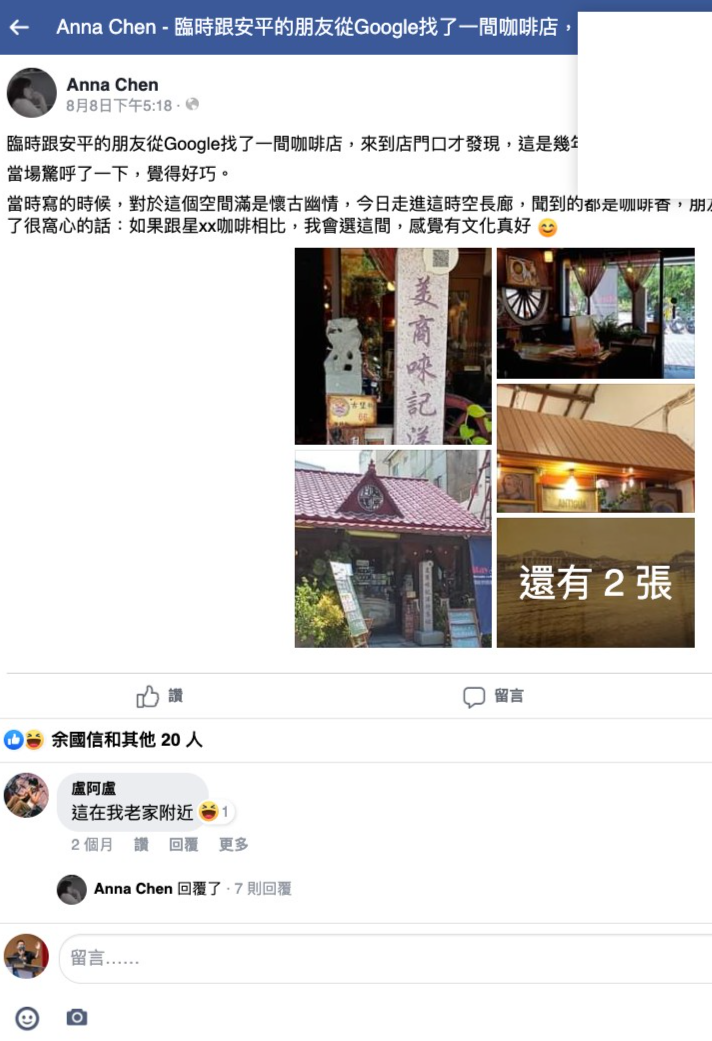 Anna Chen - 臨時跟安平的朋友從Google找了一間咖啡店，
Anna Chen
8月8日下午5:18 ·
臨時跟安平的朋友從Google找了一間咖啡店，來到店門口才發現，這是幾年
當場驚呼了一下，覺得好巧。
當時寫的時候，對於這個空間滿是懷古幽情，今日走進這時空長廊，聞到的都是咖啡香，朋友
了很窩心的話：如果跟星xx咖啡相比，我會選這間，感覺有文化真好 😊
美商唻記洋
ANTIGUA
還有 2 張
讚
留言
余國信和其他 20 人
盧阿盧
這在我老家附近
1
2 個月 讚 回覆 更多
Anna Chen 回覆了 · 7 則回覆
留言......